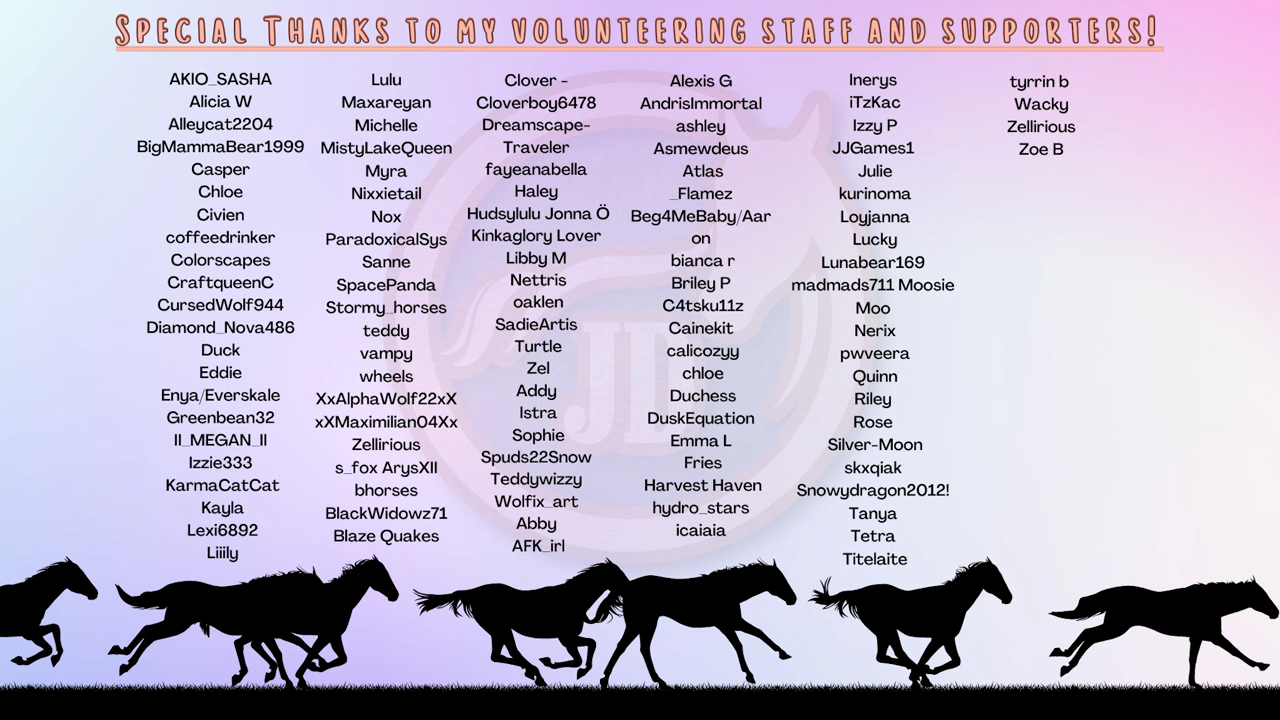 SPECIAL THANKS TO MY VOLUNTEERING STAFF AND SUPPORTERS!
AKIO_SASHA
Alicia W
Alleycat2204
BigMammaBear1999
Casper
Chloe
Civien
coffeedrinker
Colorscapes
CraftqueenC
CursedWolf944
Diamond_Nova486
Duck
Eddie
Enya/Everskale
Greenbean32
II_MEGAN_II
Izzie333
KarmaCatCat
Kayla
Lexi6892
Liiily
Lulu
Maxareyan
Michelle
MistyLakeQueen
Myra
Nixxietail
Nox
ParadoxicalSys
Sanne
SpacePanda
Stormy_horses
teddy
vampy
wheels
XxAlphaWolf22xX
xXMaximilian04Xx
Zellirious
s_fox ArysXII
bhorses
BlackWidowz71
Blaze Quakes
Clover -
Cloverboy6478
Dreamscape-
Traveler
fayeanabella
Haley
Hudsylulu Jonna Ö
Kinkaglory Lover
Libby M
Nettris
oaklen
SadieArtis
Turtle
Zel
Addy
Istra
Sophie
Spuds22Snow
Teddywizzy
Wolfix_art
Abby
AFK_irl
Alexis G
AndrisImmortal
ashley
Asmewdeus
Atlas
_Flamez
Beg4MeBaby/Aar
on
bianca r
Briley P
C4tsku11z
Cainekit
calicozyy
chloe
Duchess
DuskEquation
Emma L
Fries
Harvest Haven
hydro_stars
icaiaia
Inerys
iTzKac
Izzy P
JJGames1
Julie
kurinoma
Loyjanna
Lucky
Lunabear169
madmads711 Moosie
Moo
Nerix
pwveera
Quinn
Riley
Rose
Silver-Moon
skxqiak
Snowydragon2012!
Tanya
Tetra
Titelaite
tyrrin b
Wacky
Zellirious
Zoe B
JD